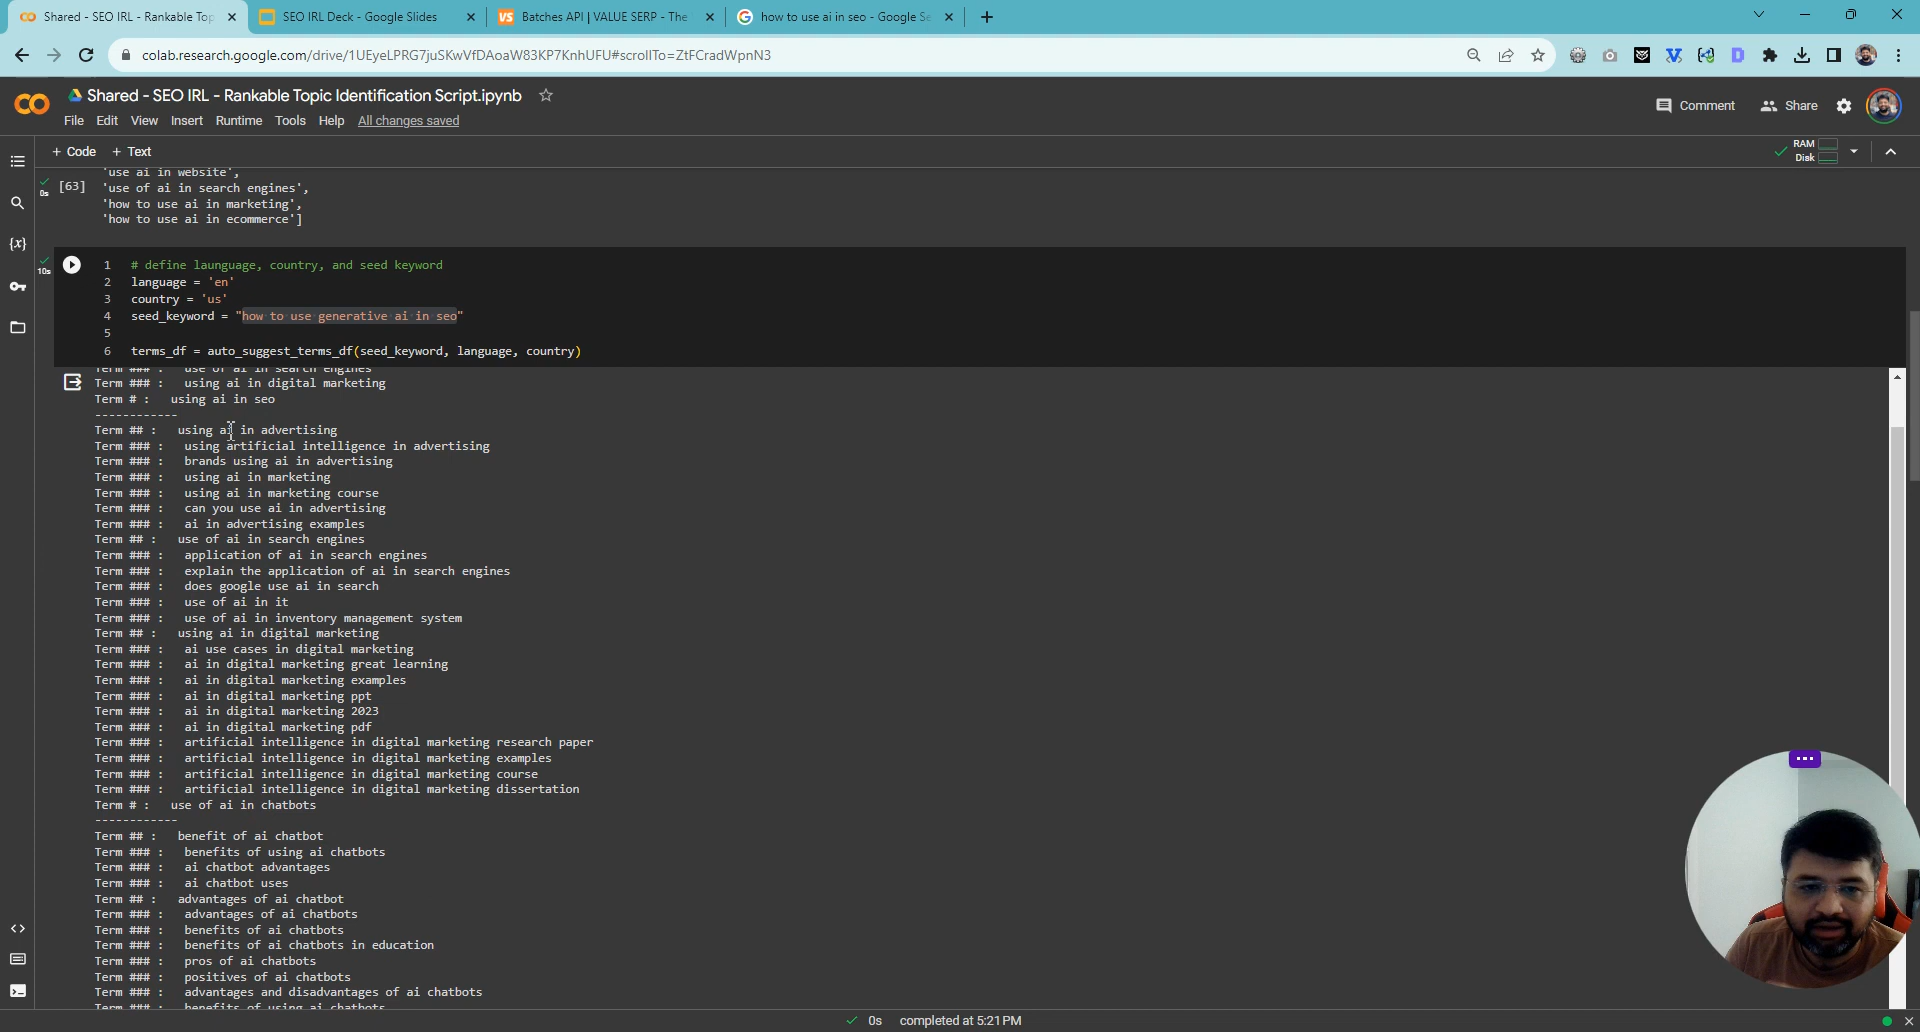 Shared - SEO IRL - Rankable Top
SEO IRL Deck - Google Slides
VS Batches API | VALUE SERP - The
how to use ai in seo - Google Se
colab.research.google.com/drive/1UEyeLPRG7juSKwVfDAoaW83KP7KnhUFU#scrollTo=ZtFCradWpnN3
Shared - SEO IRL - Rankable Topic Identification Script.ipynb
Comment Share
File Edit View Insert Runtime Tools Help All changes saved
+ Code + Text
RAM
Disk
'use ai in website',
[63] 'use of ai in search engines',
0s
'how to use ai in marketing',
'how to use ai in ecommerce']
10s
1 # define launguage, country, and seed keyword
2 language = 'en'
3 country = 'us'
4 seed_keyword = "how to use generative ai in seo"
5
6 terms_df = auto_suggest_terms_df(seed_keyword, language, country)
Term ### : use of ai in search engines
Term ### : using ai in digital marketing
Term # : using ai in seo
------------
Term ## : using ai in advertising
Term ### : using artificial intelligence in advertising
Term ### : brands using ai in advertising
Term ### : using ai in marketing
Term ### : using ai in marketing course
Term ### : can you use ai in advertising
Term ### : ai in advertising examples
Term ## : use of ai in search engines
Term ### : application of ai in search engines
Term ### : explain the application of ai in search engines
Term ### : does google use ai in search
Term ### : use of ai in it
Term ### : use of ai in inventory management system
Term ## : using ai in digital marketing
Term ### : ai use cases in digital marketing
Term ### : ai in digital marketing great learning
Term ### : ai in digital marketing examples
Term ### : ai in digital marketing ppt
Term ### : ai in digital marketing 2023
Term ### : ai in digital marketing pdf
Term ### : artificial intelligence in digital marketing research paper
Term ### : artificial intelligence in digital marketing examples
Term ### : artificial intelligence in digital marketing course
Term ### : artificial intelligence in digital marketing dissertation
Term # : use of ai in chatbots
------------
Term ## : benefit of ai chatbot
Term ### : benefits of using ai chatbots
Term ### : ai chatbot advantages
Term ### : ai chatbot uses
Term ## : advantages of ai chatbot
Term ### : advantages of ai chatbots
Term ### : benefits of ai chatbots
Term ### : benefits of ai chatbots in education
Term ### : pros of ai chatbots
Term ### : positives of ai chatbots
Term ### : advantages and disadvantages of ai chatbots
Term ### : benefits of using ai chatbots
0s completed at 5:21 PM